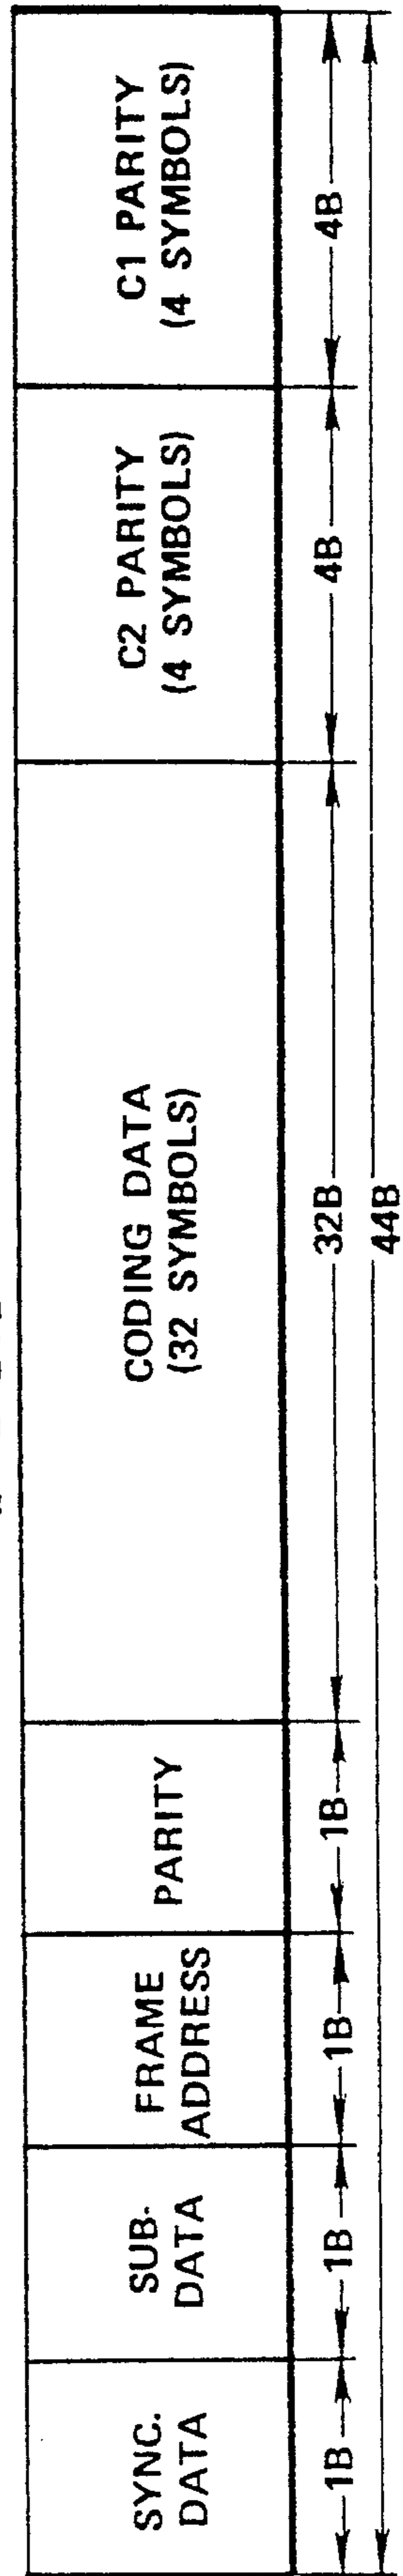 SYNC.
DATA
SUB-
DATA
FRAME
ADDRESS
PARITY
CODING DATA
(32 SYMBOLS)
C2 PARITY
(4 SYMBOLS)
C1 PARITY
(4 SYMBOLS)
1B
1B
1B
1B
32B
4B
4B
44B